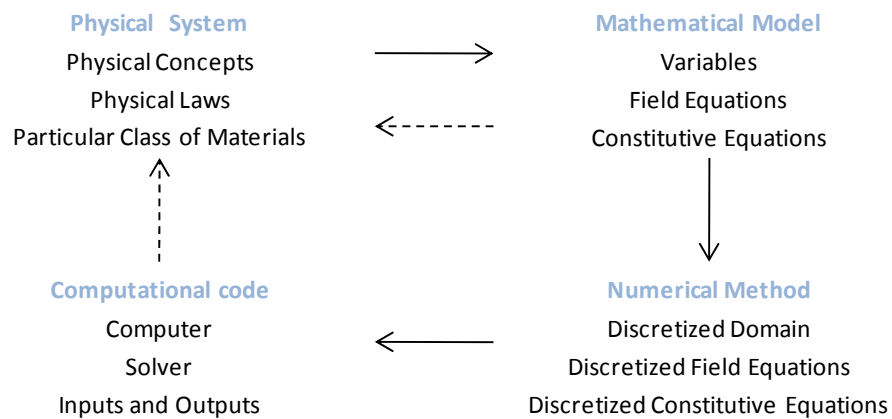 Physical System
Physical Concepts
Physical Laws
Particular Class of Materials
Mathematical Model
Variables
Field Equations
Constitutive Equations
Computational code
Computer
Solver
Inputs and Outputs
Numerical Method
Discretized Domain
Discretized Field Equations
Discretized Constitutive Equations